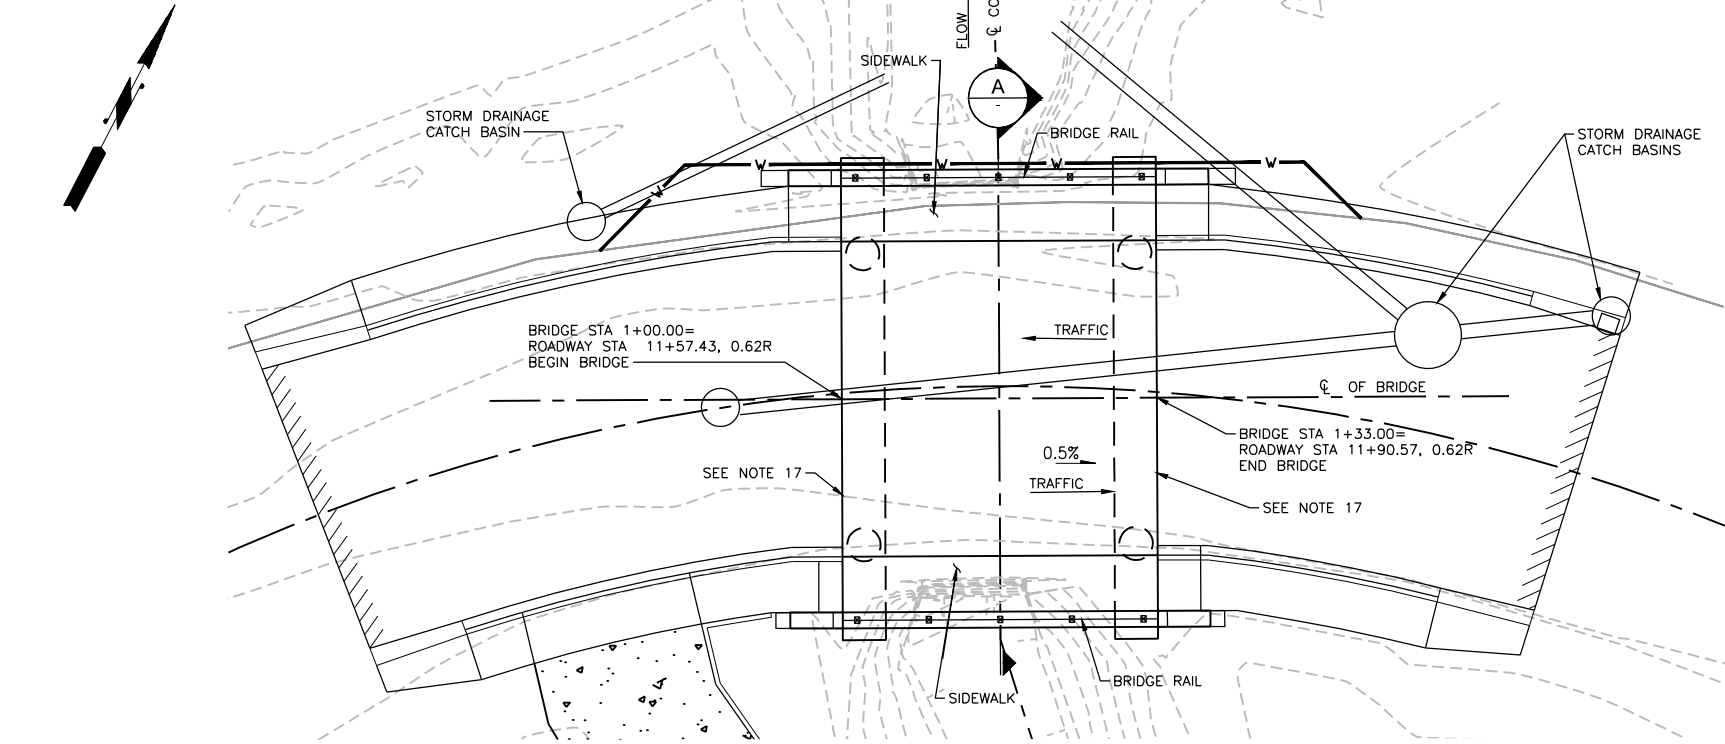 FLOW
℄ CO
SIDEWALK
A
-
STORM DRAINAGE
CATCH BASIN
BRIDGE RAIL
STORM DRAINAGE
CATCH BASINS
W
W
W
W
W
BRIDGE STA 1+00.00=
ROADWAY STA 11+57.43, 0.62R
BEGIN BRIDGE
TRAFFIC
℄ OF BRIDGE
BRIDGE STA 1+33.00=
ROADWAY STA 11+90.57, 0.62R
END BRIDGE
0.5%
SEE NOTE 17
TRAFFIC
SEE NOTE 17
BRIDGE RAIL
SIDEWALK